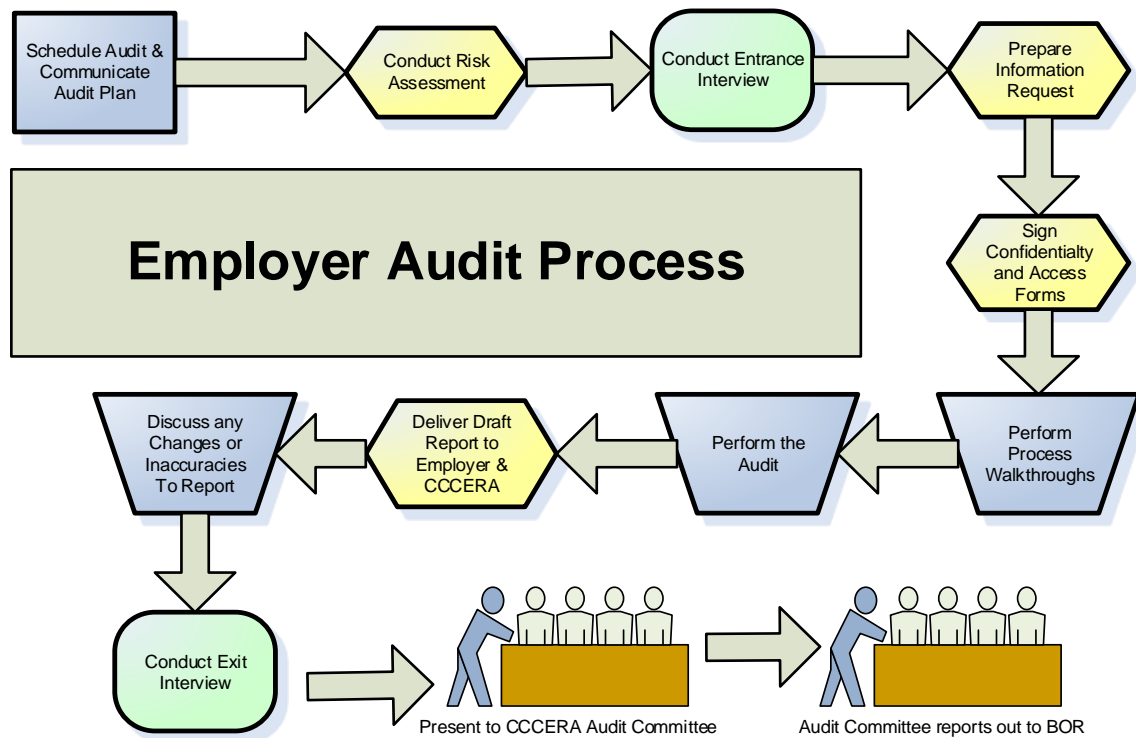 Schedule Audit &
Communicate
Audit Plan
Conduct Risk
Assessment
Conduct Entrance
Interview
Prepare
Information
Request
Employer Audit Process
Sign
Confidentialty
and Access
Forms
Perform
Process
Walkthroughs
Perform the
Audit
Deliver Draft
Report to
Employer &
CCCERA
Discuss any
Changes or
Inaccuracies
To Report
Conduct Exit
Interview
Present to CCCERA Audit Committee
Audit Committee reports out to BOR